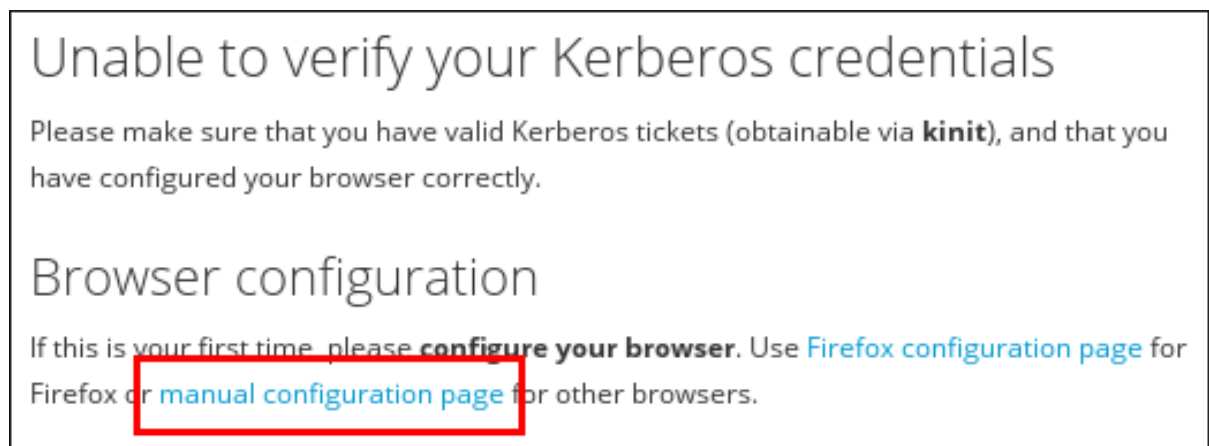 Unable to verify your Kerberos credentials
Please make sure that you have valid Kerberos tickets (obtainable via kinit), and that you
have configured your browser correctly.
Browser configuration
If this is your first time, please configure your browser. Use Firefox configuration page for
Firefox or manual configuration page for other browsers.